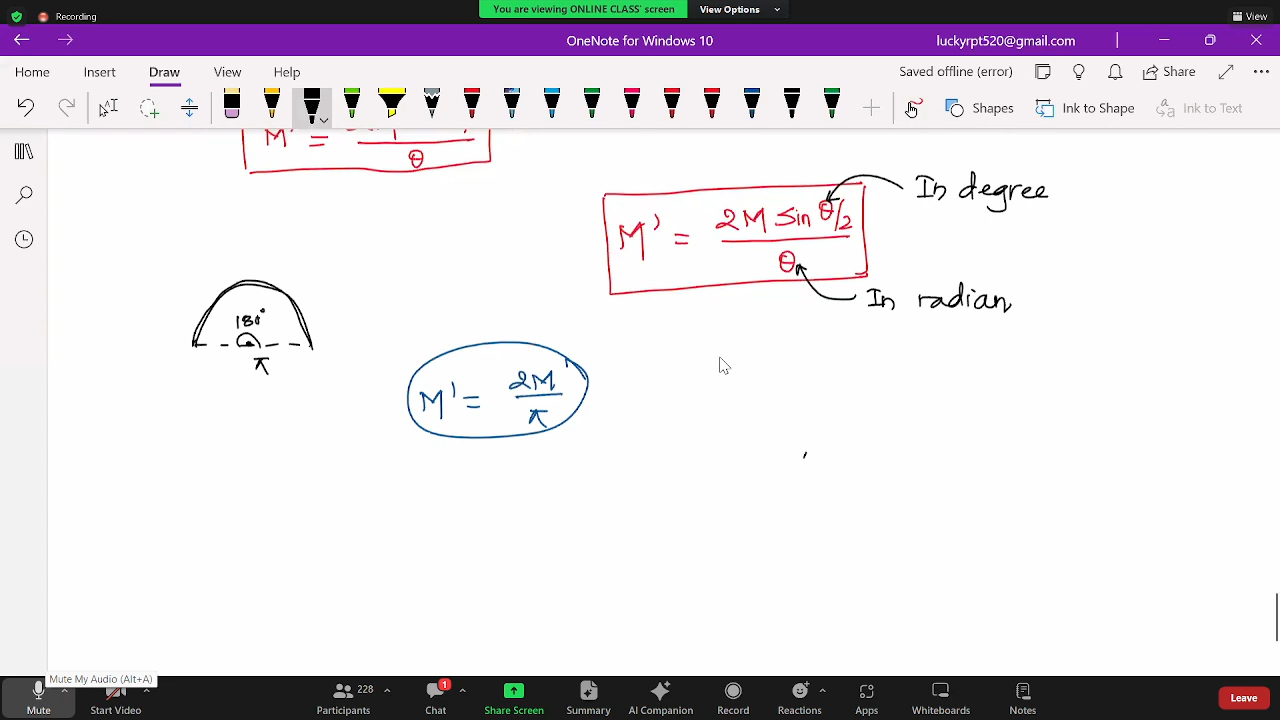 Recording
You are viewing ONLINE CLASS' screen
View Options
View
OneNote for Windows 10
luckyrpt520@gmail.com
Home
Insert
Draw
View
Help
Saved offline (error)
Share
Shapes
Ink to Shape
Ink to Text
M' =
θ
In degree
M' = 2M Sin θ/2
θ
In radian
180°
π
M' = 2M
π
Mute My Audio (Alt+A)
Mute
Start Video
Participants
228
Chat
1
Share Screen
Summary
AI Companion
Record
Reactions
Apps
Whiteboards
Notes
Leave